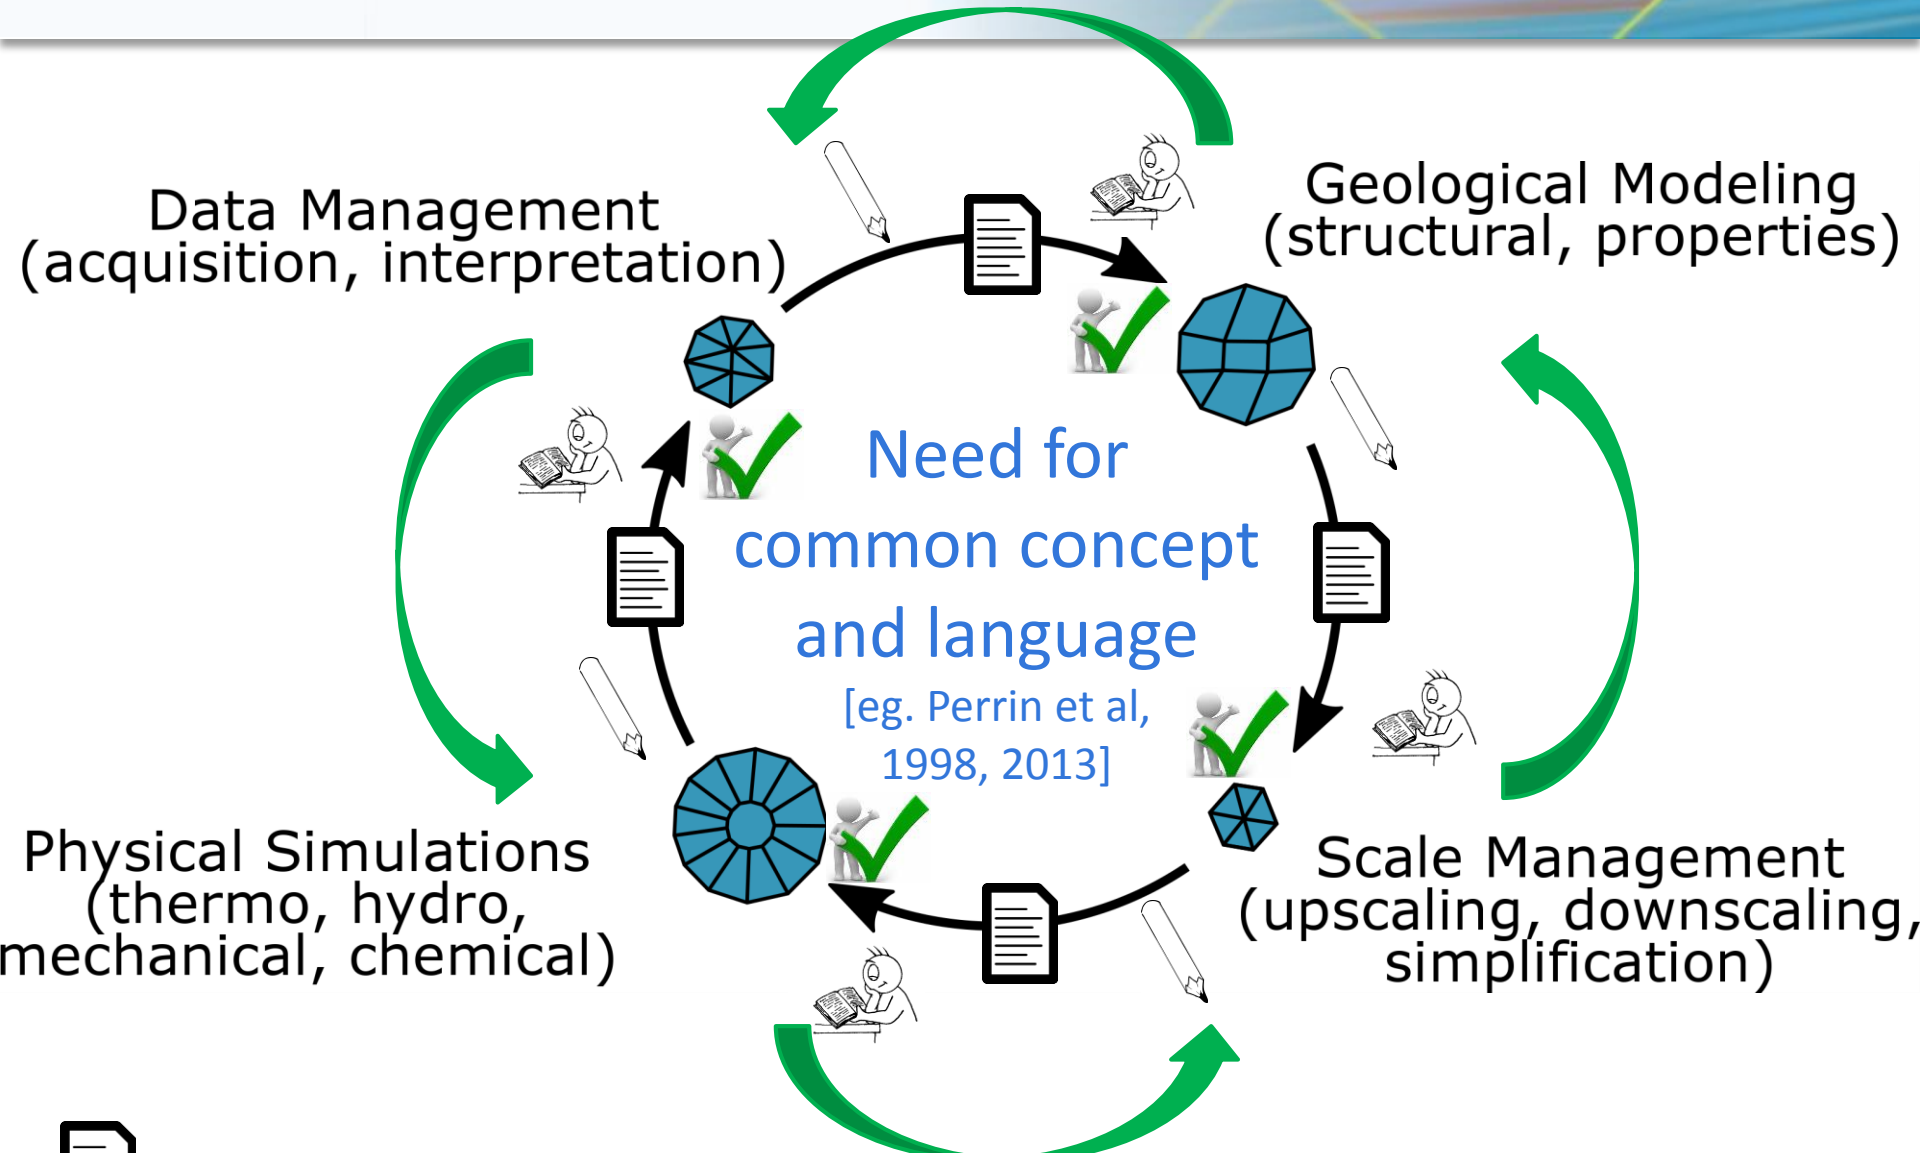 Data Management
(acquisition, interpretation)
Geological Modeling
(structural, properties)
Need for
common concept
and language
[eg. Perrin et al,
1998, 2013]
Physical Simulations
(thermo, hydro,
mechanical, chemical)
Scale Management
(upscaling, downscaling,
simplification)